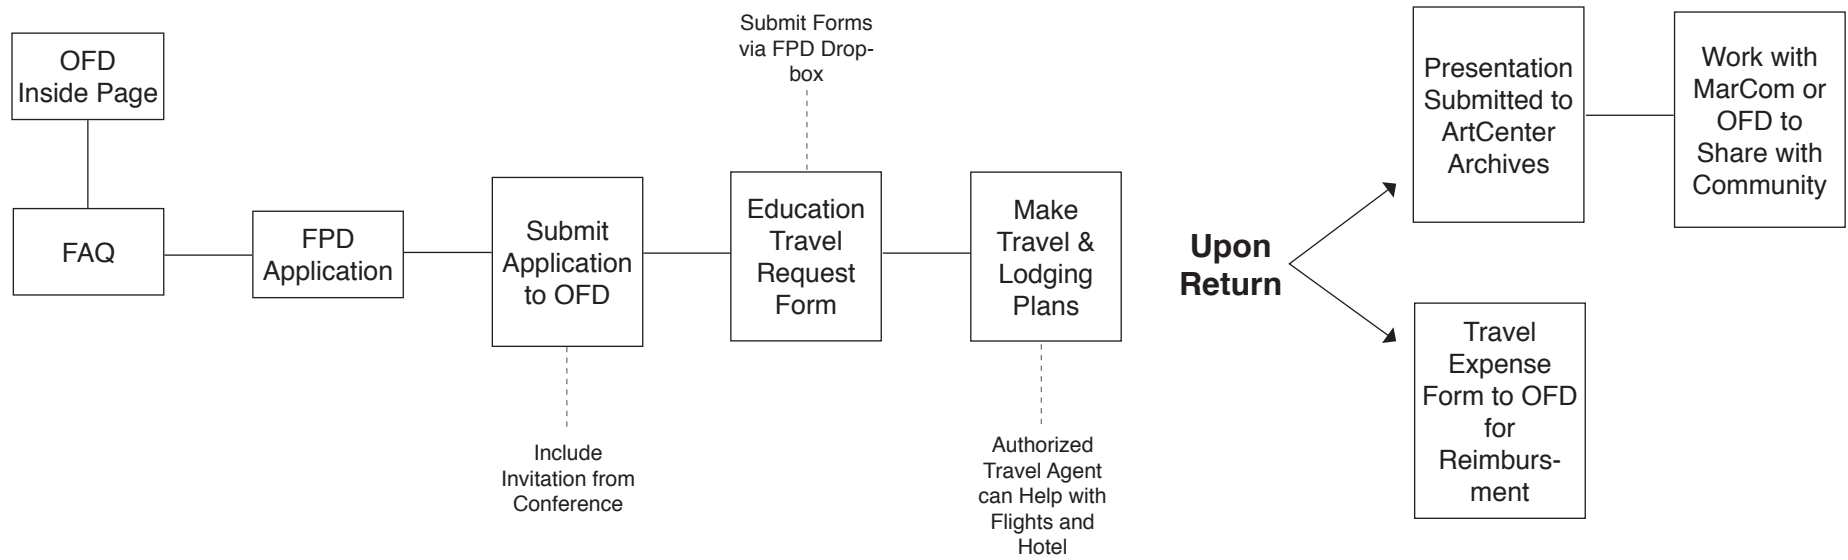 OFD
Inside Page
FAQ
FPD
Application
Submit
Application
to OFD
Include
Invitation from
Conference
Submit Forms
via FPD Drop-
box
Education
Travel
Request
Form
Make
Travel &
Lodging
Plans
Authorized
Travel Agent
can Help with
Flights and
Hotel
Upon
Return
Presentation
Submitted to
ArtCenter
Archives
Work with
MarCom or
OFD to
Share with
Community
Travel
Expense
Form to OFD
for
Reimburs-
ment